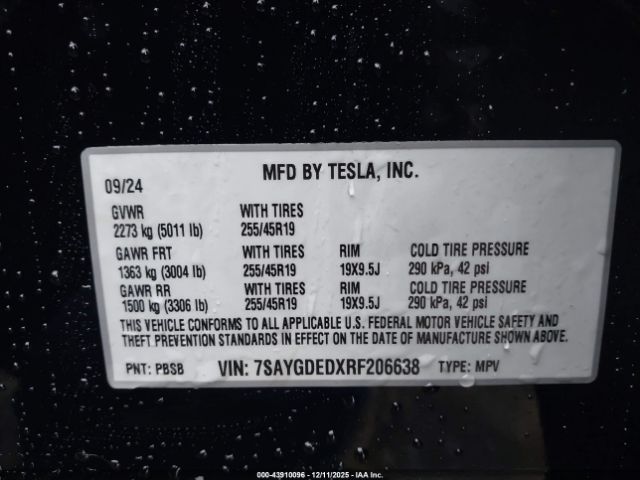 MFD BY TESLA, INC.
09/24
GVWR WITH TIRES
2273 kg (5011 lb) 255/45R19
GAWR FRT WITH TIRES RIM COLD TIRE PRESSURE
1363 kg (3004 lb) 255/45R19 19X9.5J 290 kPa, 42 psi
GAWR RR WITH TIRES RIM COLD TIRE PRESSURE
1500 kg (3306 lb) 255/45R19 19X9.5J 290 kPa, 42 psi
THIS VEHICLE CONFORMS TO ALL APPLICABLE U.S. FEDERAL MOTOR VEHICLE SAFETY AND
THEFT PREVENTION STANDARDS IN EFFECT ON THE DATE OF MANUFACTURE SHOWN ABOVE.
PNT: PBSB VIN: 7SAYGDEDXRF206638 TYPE: MPV
000-43910096 - 12/11/2025 - IAA Inc.